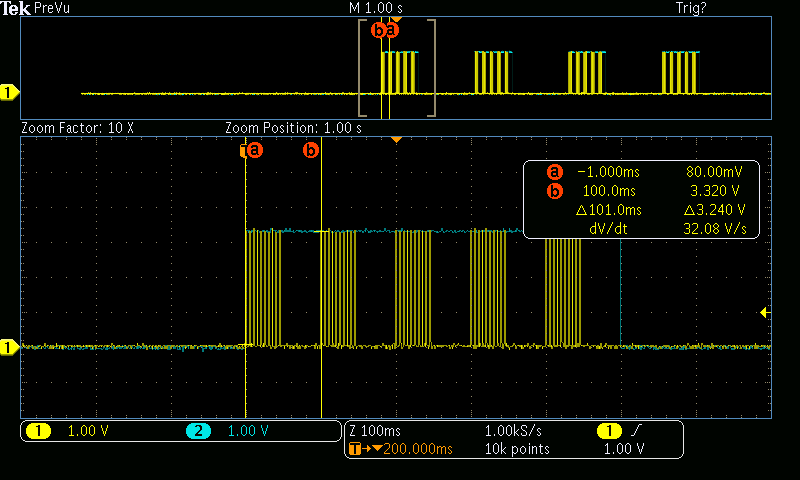 Tek PreVu M 1.00 s Trig?
b a
1
Zoom Factor: 10 X Zoom Position: 1.00 s
T a b
a -1.000ms 80.00mV
b 100.0ms 3.320 V
△101.0ms △3.240 V
dV/dt 32.08 V/s
1
1 1.00 V 2 1.00 V Z 100ms 1.00kS/s 1 1.00 V
T→▼200.000ms 10k points